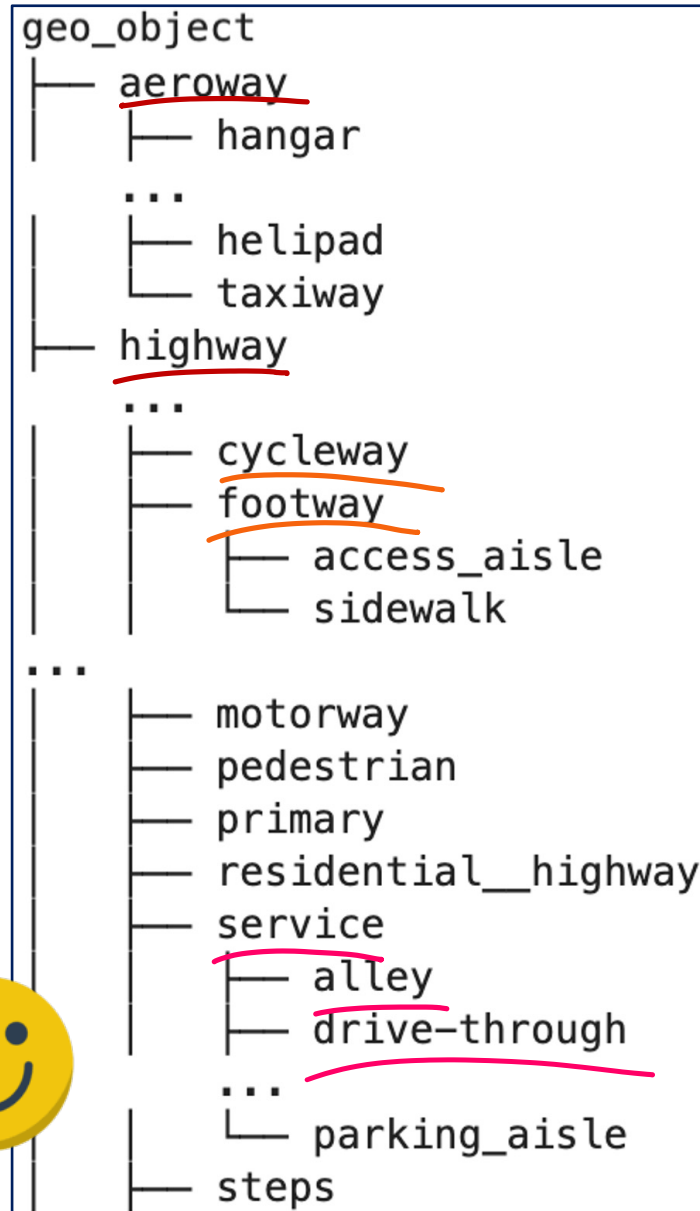 geo_object
├── aeroway
│   ├── hangar
...
│   ├── helipad
│   └── taxiway
├── highway
...
│   ├── cycleway
│   ├── footway
│   │   ├── access_aisle
│   │   └── sidewalk
...
│   ├── motorway
│   ├── pedestrian
│   ├── primary
│   ├── residential__highway
│   ├── service
│   │   ├── alley
│   │   ├── drive-through
...
│   │   └── parking_aisle
│   ├── steps